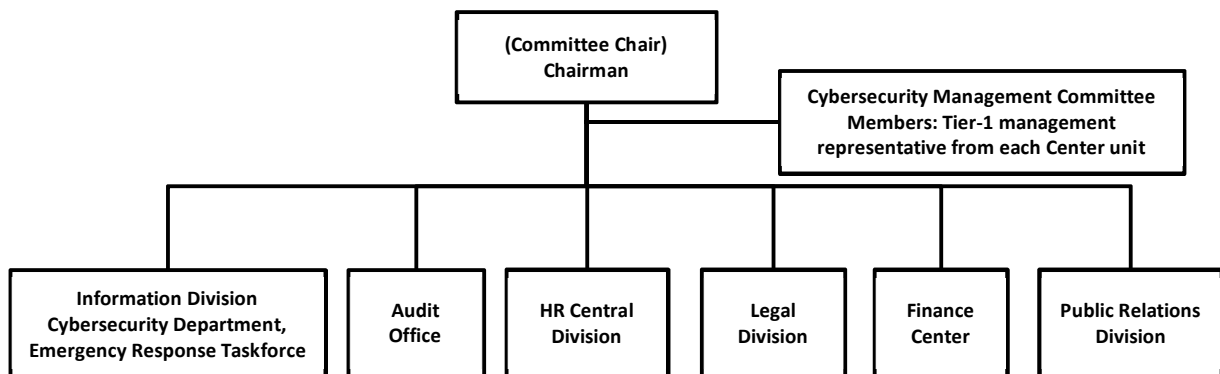 (Committee Chair)
Chairman
Cybersecurity Management Committee
Members: Tier-1 management
representative from each Center unit
Information Division
Cybersecurity Department,
Emergency Response Taskforce
Audit
Office
HR Central
Division
Legal
Division
Finance
Center
Public Relations
Division